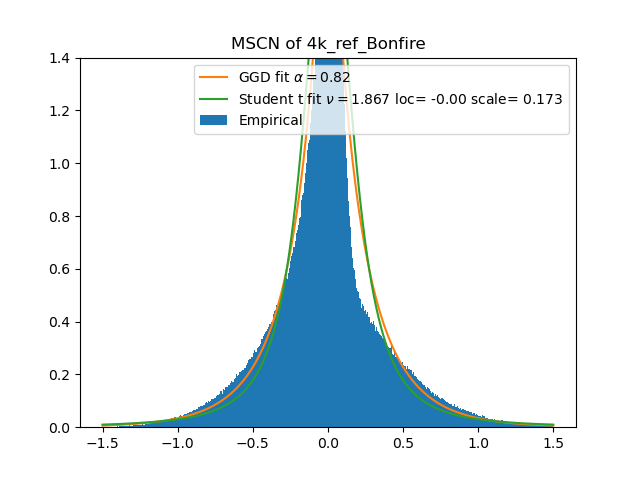 MSCN of 4k_ref_Bonfire
GGD fit α = 0.82
Student t fit ν = 1.867 loc= -0.00 scale= 0.173
Empirical
1.4
1.2
1.0
0.8
0.6
0.4
0.2
0.0
−1.5 −1.0 −0.5 0.0 0.5 1.0 1.5